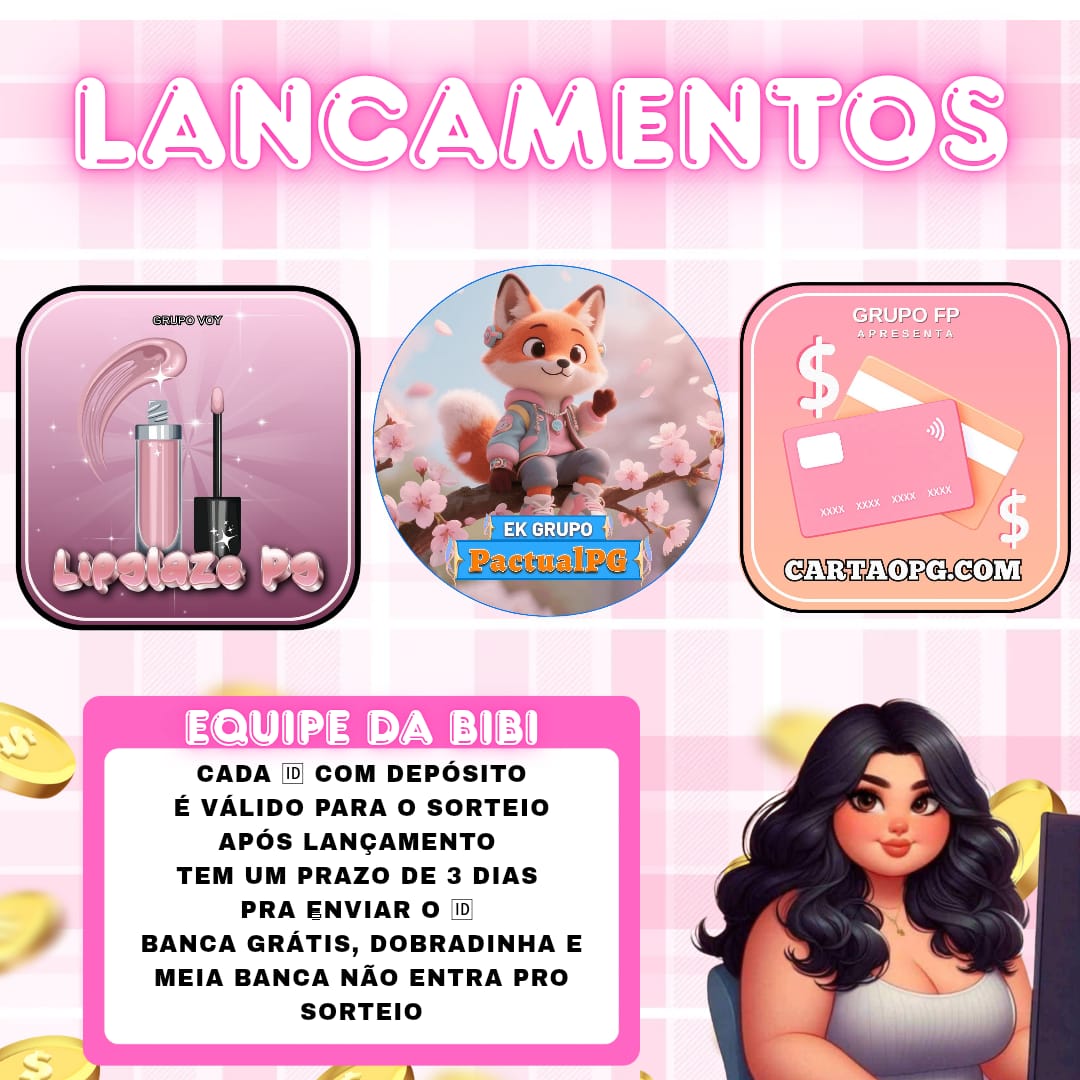 LANCAMENTOS
GRUPO VOY
Lipglaze Pg
EK GRUPO
PactualPG
GRUPO FP
APRESENTA
$
XXXX XXXX XXXX XXXX
$
CARTAOPG.COM
EQUIPE DA BIBI
CADA 🆔 COM DEPÓSITO
É VÁLIDO PARA O SORTEIO
APÓS LANÇAMENTO
TEM UM PRAZO DE 3 DIAS
PRA ENVIAR O 🆔
BANCA GRÁTIS, DOBRADINHA E
MEIA BANCA NÃO ENTRA PRO
SORTEIO